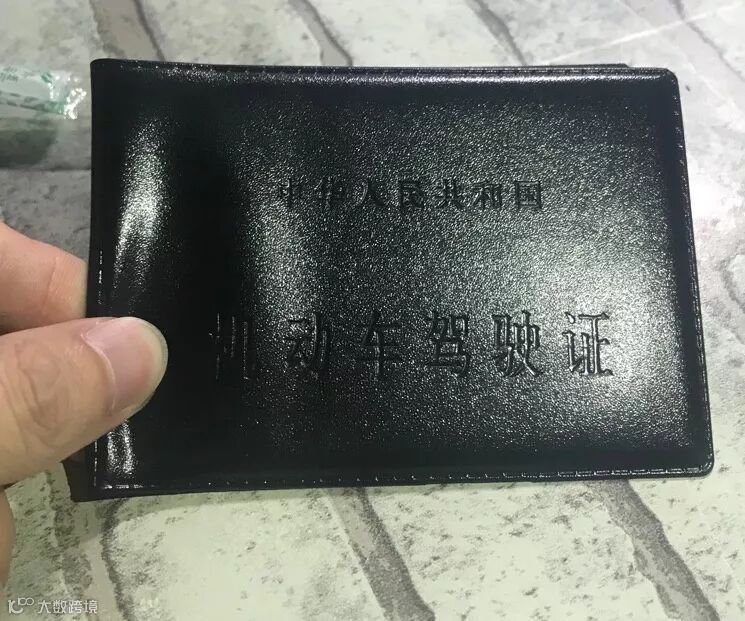 中华人民共和国
机动车驾驶证
大数跨境